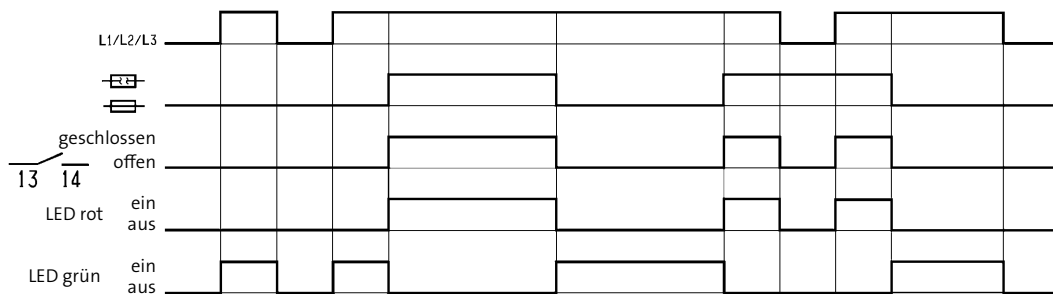 L1/L2/L3
geschlossen
offen
13 14
LED rot
ein
aus
LED grün
ein
aus